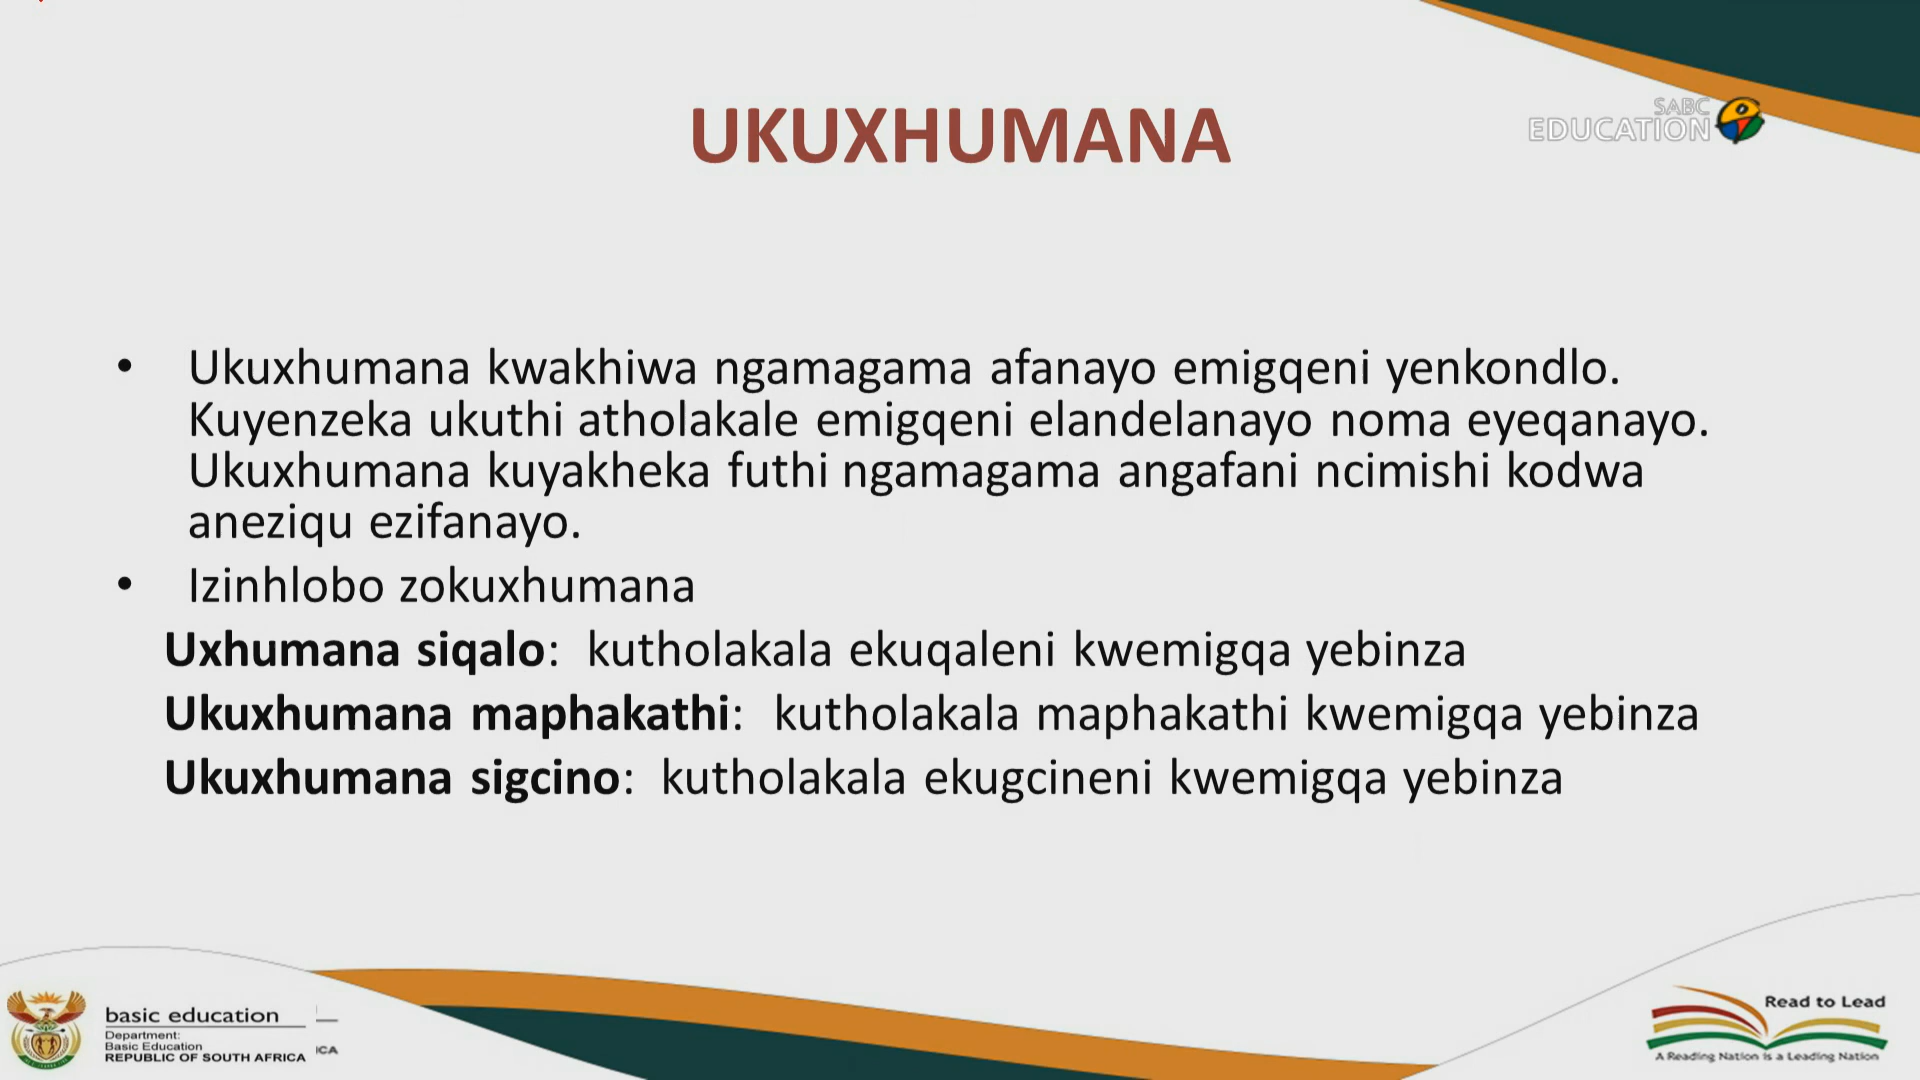 UKUXHUMANA
SABC
EDUCATION
• Ukuxhumana kwakhiwa ngamagama afanayo emigqeni yenkondlo.
Kuyenzeka ukuthi atholakale emigqeni elandelanayo noma eyeqanayo.
Ukuxhumana kuyakheka futhi ngamagama angafani ncimishi kodwa
aneziqu ezifanayo.
• Izinhlobo zokuxhumana
Uxhumana siqalo: kutholakala ekuqaleni kwemigqa yebinza
Ukuxhumana maphakathi: kutholakala maphakathi kwemigqa yebinza
Ukuxhumana sigcino: kutholakala ekugcineni kwemigqa yebinza
basic education
Department:
Basic Education
REPUBLIC OF SOUTH AFRICA
ICA
Read to Lead
A Reading Nation is a Leading Nation